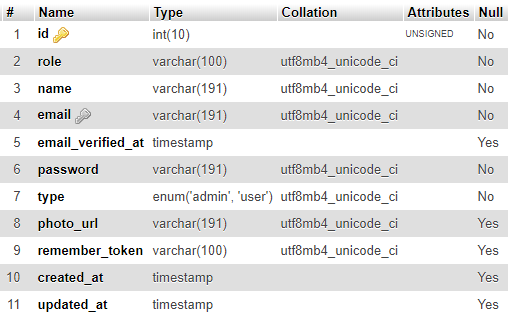 # Name Type Collation Attributes Null
1 id int(10) UNSIGNED No
2 role varchar(100) utf8mb4_unicode_ci No
3 name varchar(191) utf8mb4_unicode_ci No
4 email varchar(191) utf8mb4_unicode_ci No
5 email_verified_at timestamp Yes
6 password varchar(191) utf8mb4_unicode_ci No
7 type enum('admin', 'user') utf8mb4_unicode_ci No
8 photo_url varchar(191) utf8mb4_unicode_ci Yes
9 remember_token varchar(100) utf8mb4_unicode_ci Yes
10 created_at timestamp Yes
11 updated_at timestamp Yes